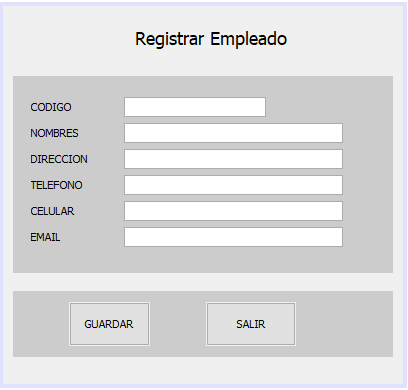 Registrar Empleado
CODIGO
NOMBRES
DIRECCION
TELEFONO
CELULAR
EMAIL
GUARDAR SALIR